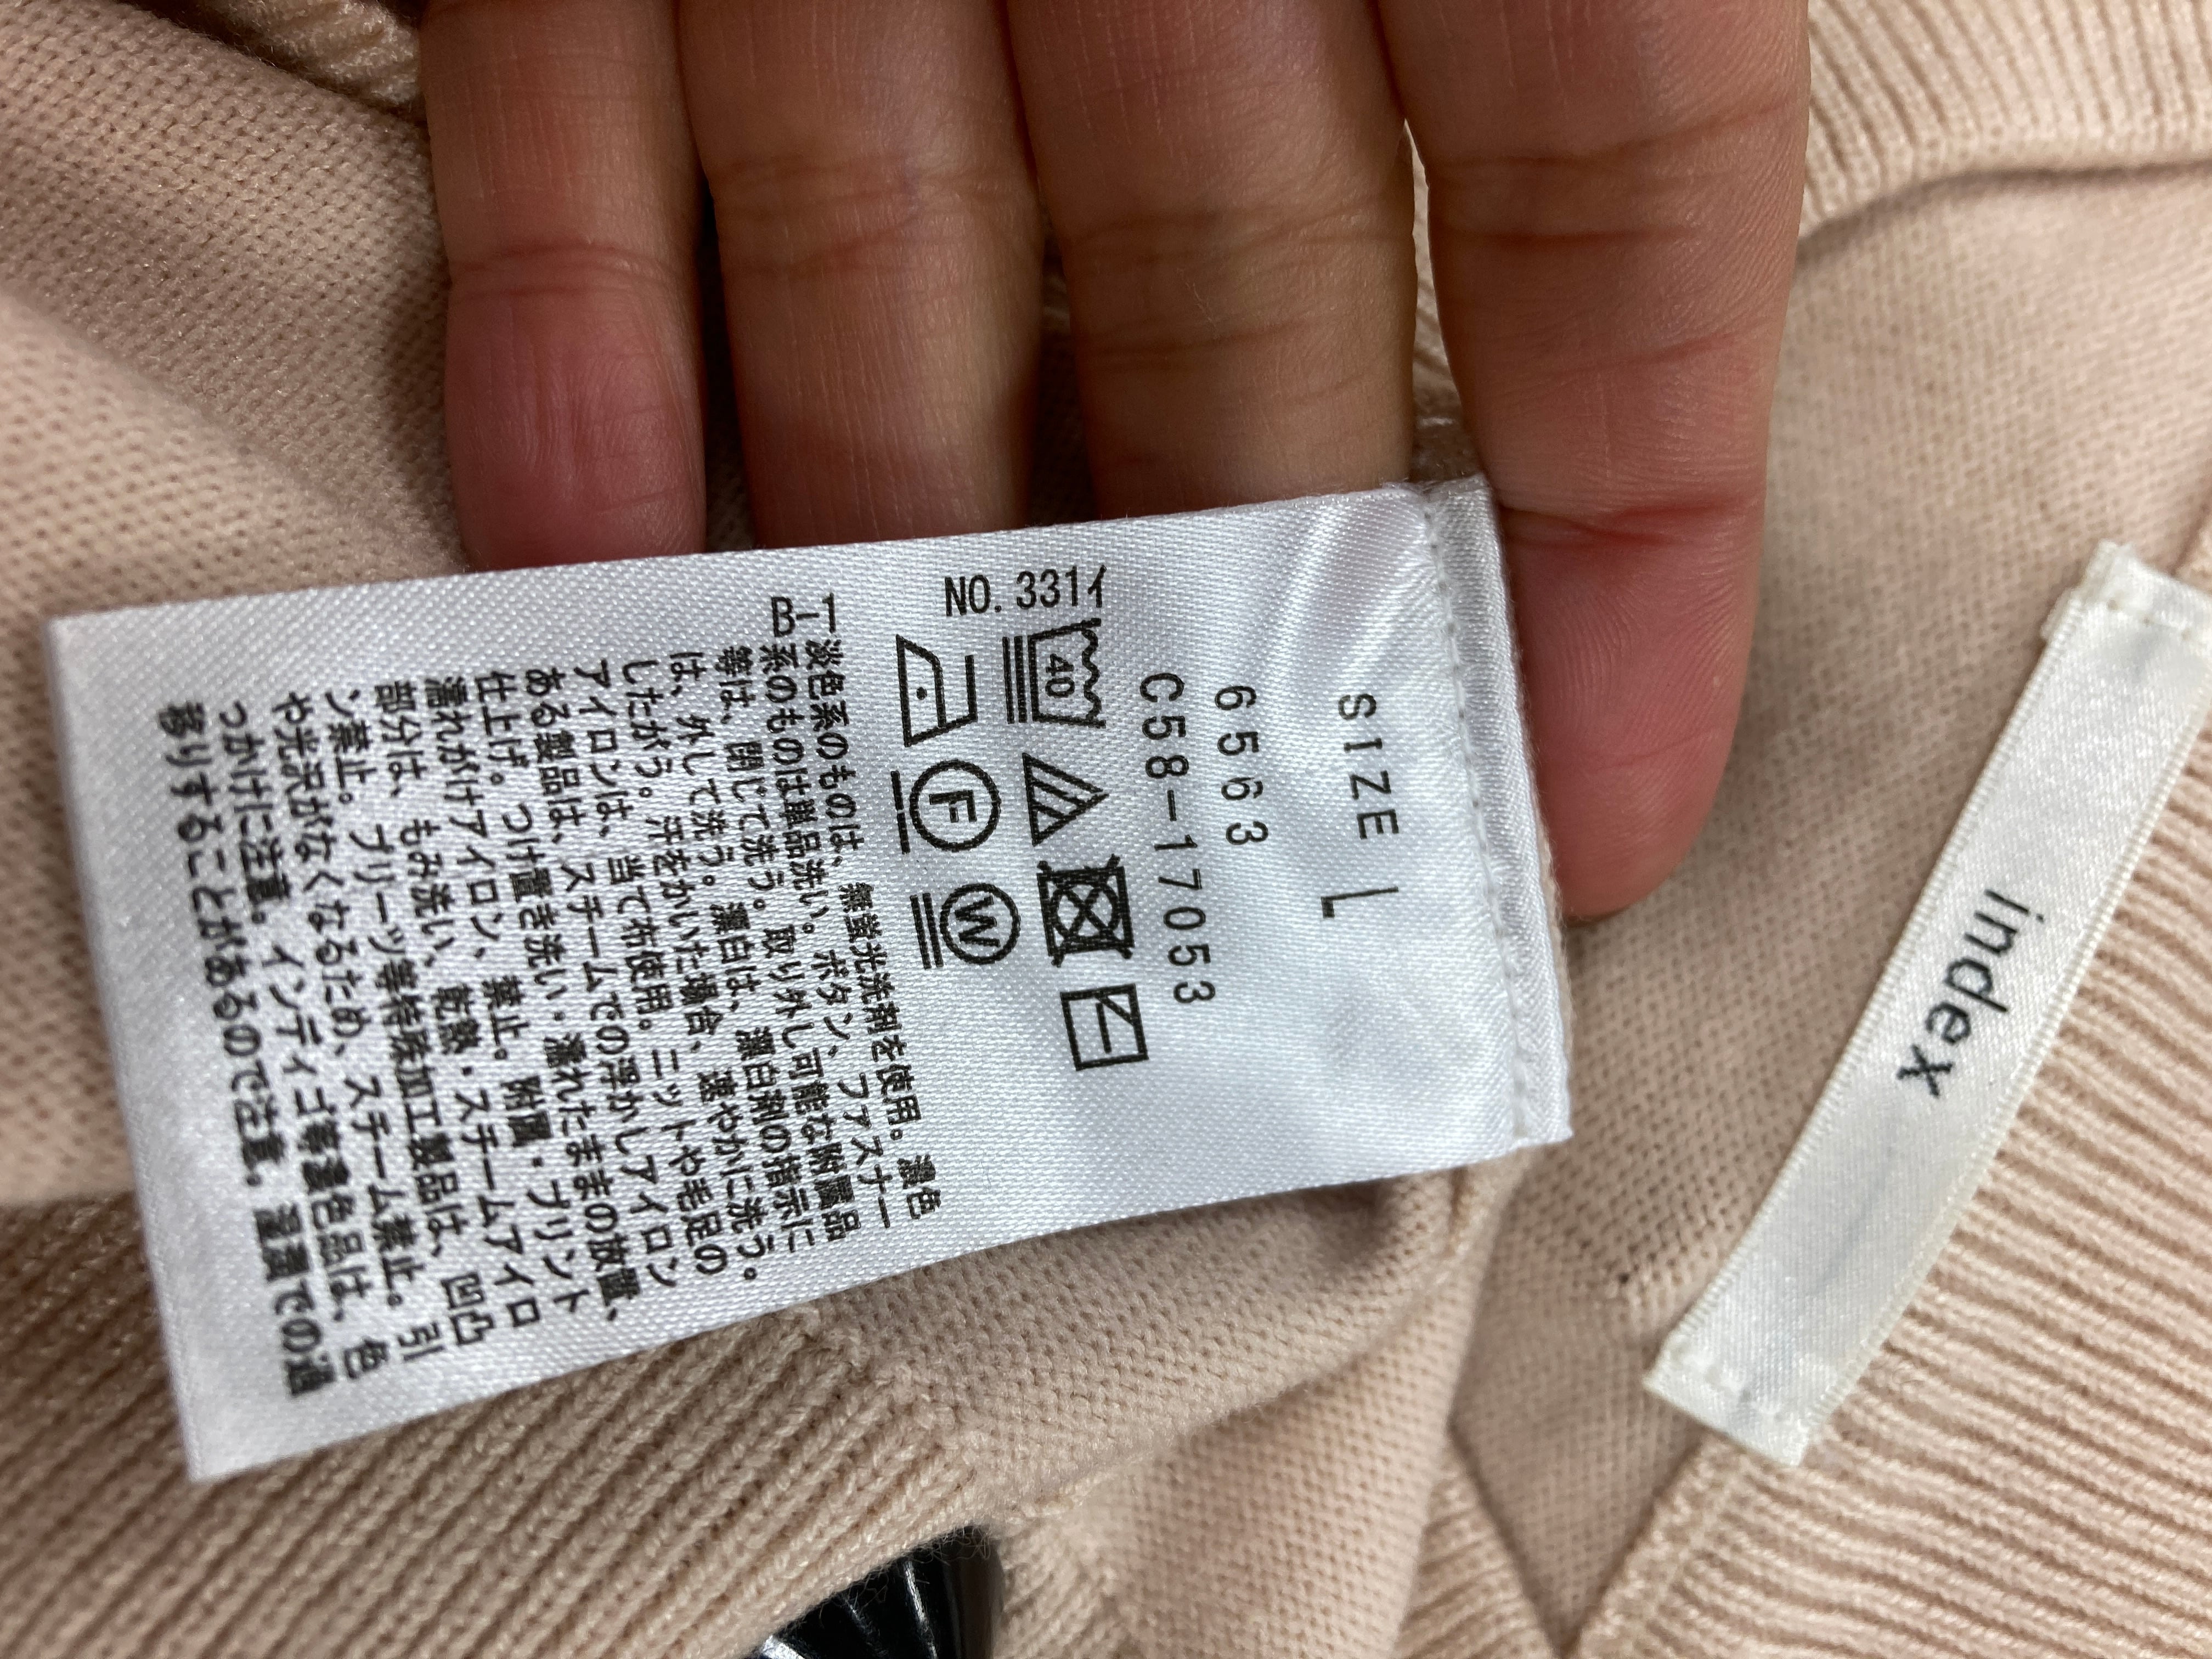 SIZE L
6563
C58-17053
NO. 331イ
40
F W
T 淡色系のものは、無蛍光洗剤を使用。濃色
B-1 系のものは単品洗い。ボタン、ファスナー
等は、閉じて洗う。取り外し可能な附属品
は、外して洗う。漂白は、漂白剤の指示に
したがう。汗をかいた場合、速やかに洗う。
アイロンは、当て布使用。ニットや毛足の
ある製品は、スチームでの浮かしアイロン
仕上げ。つけ置き洗い・濡れたままの放置、
濡れがけアイロン、禁止。附属・プリント
部分は、もみ洗い、乾燥・スチームアイロ
ン禁止。プリーツ等特殊加工製品は、凹凸
や光沢がなくなるため、スチーム禁止。引
つかけに注意。インディゴ等濃色品は、色
移りすることがあるので注意。湿潤での
index